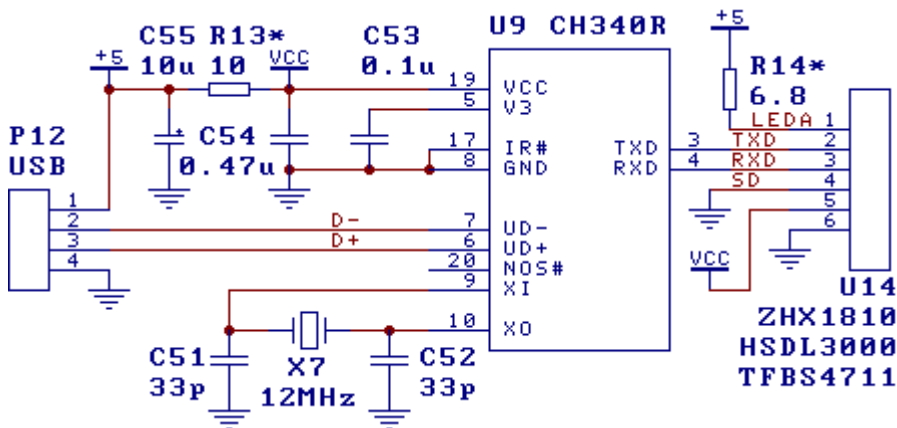 C55 R13* C53 U9 CH340R +5
+5 10u 10 VCC 0.1u R14*
19 VCC 6.8
5 V3
P12 C54 LEDA 1
USB 0.47u 17 IR# TXD 3 TXD 2
8 GND RXD 4 RXD 3
SD 4
1 5
2 D- 7 UD- 6
3 D+ 6 UD+
4 20 NOS# VCC
9 XI U14
10 XO ZHX1810
C51 X7 C52 HSDL3000
33p 12MHz 33p TFBS4711